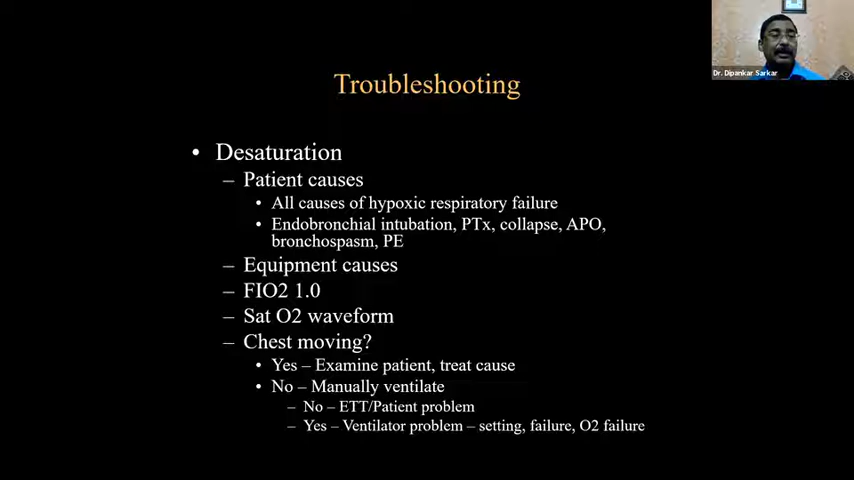 Dr. Dipankar Sarkar
Troubleshooting
• Desaturation
– Patient causes
• All causes of hypoxic respiratory failure
• Endobronchial intubation, PTx, collapse, APO,
bronchospasm, PE
– Equipment causes
– FIO2 1.0
– Sat O2 waveform
– Chest moving?
• Yes – Examine patient, treat cause
• No – Manually ventilate
– No – ETT/Patient problem
– Yes – Ventilator problem – setting, failure, O2 failure